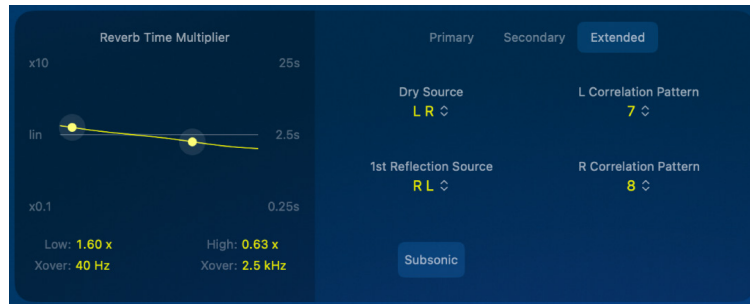 Reverb Time Multiplier
x10 25s
lin 2.5s
x0.1 0.25s
Low: 1.60 x High: 0.63 x
Xover: 40 Hz Xover: 2.5 kHz
Primary Secondary Extended
Dry Source L Correlation Pattern
L R 7
1st Reflection Source R Correlation Pattern
R L 8
Subsonic